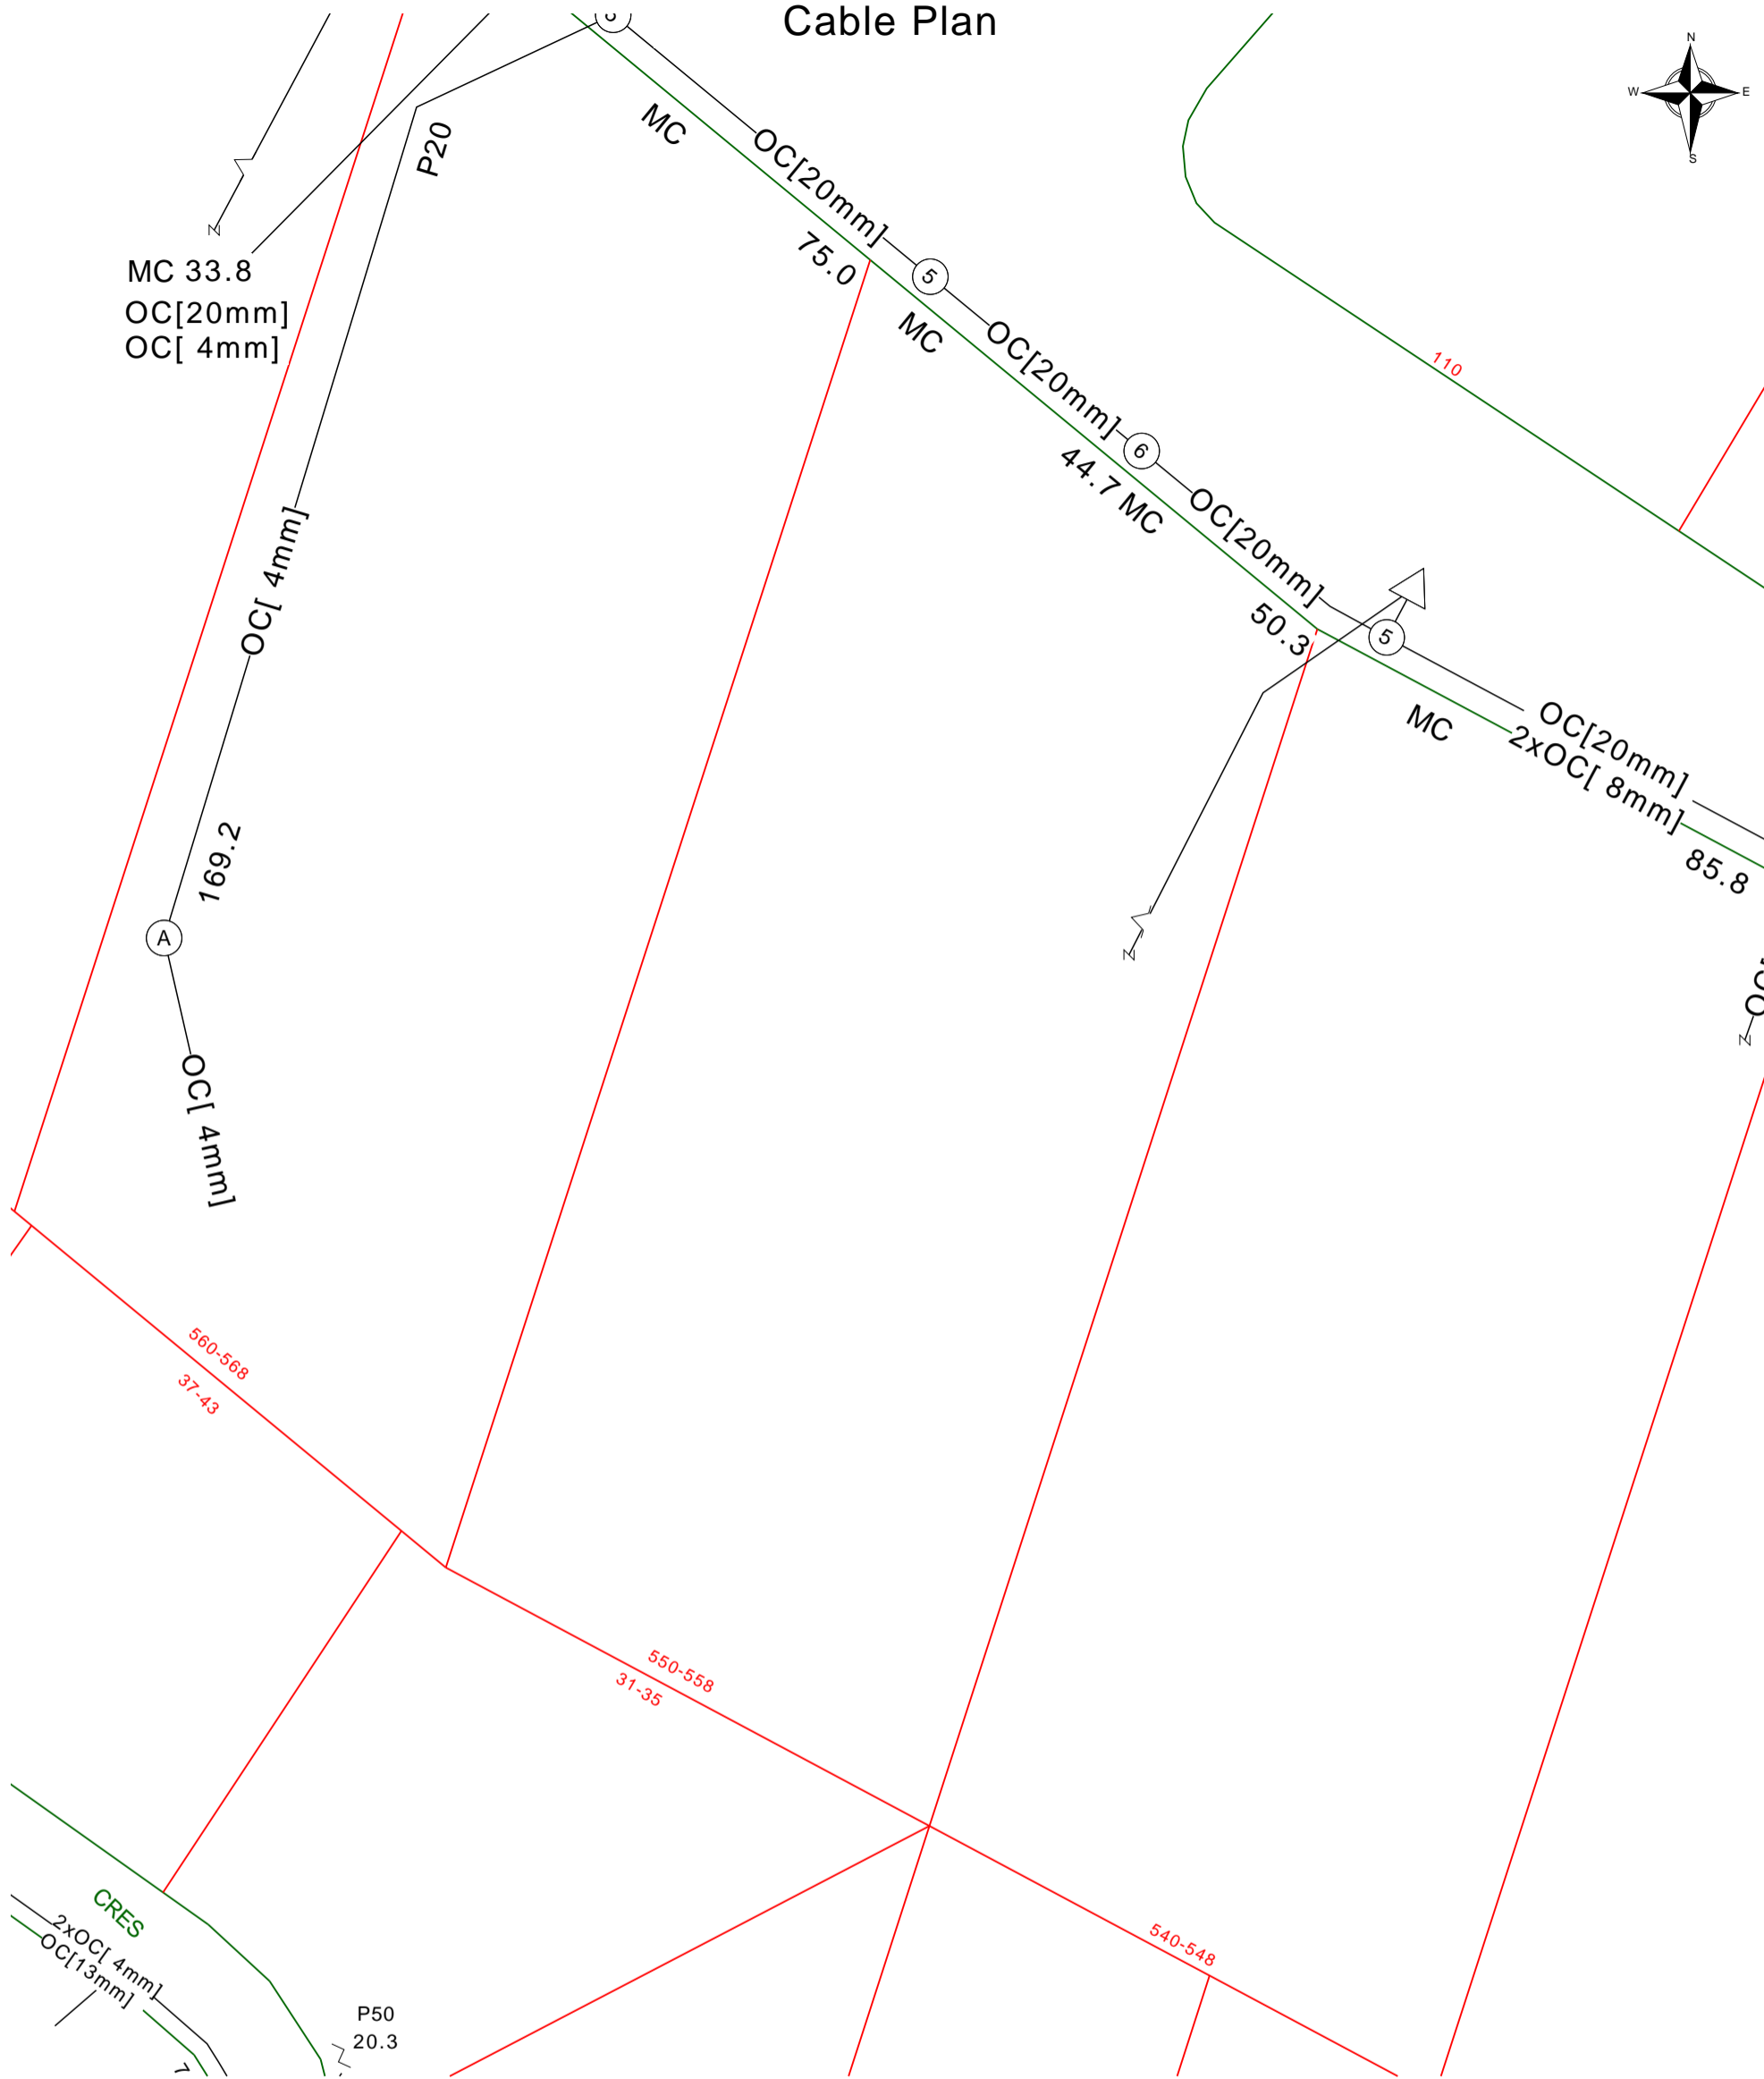 Cable Plan
N
W
E
S
MC
P20
OC[20mm]
75.0
5
N
MC 33.8
OC[20mm]
OC[ 4mm]
MC
OC[20mm]
110
6
44.7 MC
OC[20mm]
OC[ 4mm]
50.3
5
MC
OC[20mm]
2xOC[ 8mm]
85.8
169.2
A
N
N
OC[ 4mm]
560-568
37-43
550-558
31-35
CRES
2xOC[ 4mm]
OC[13mm]
540-548
P50
20.3
7